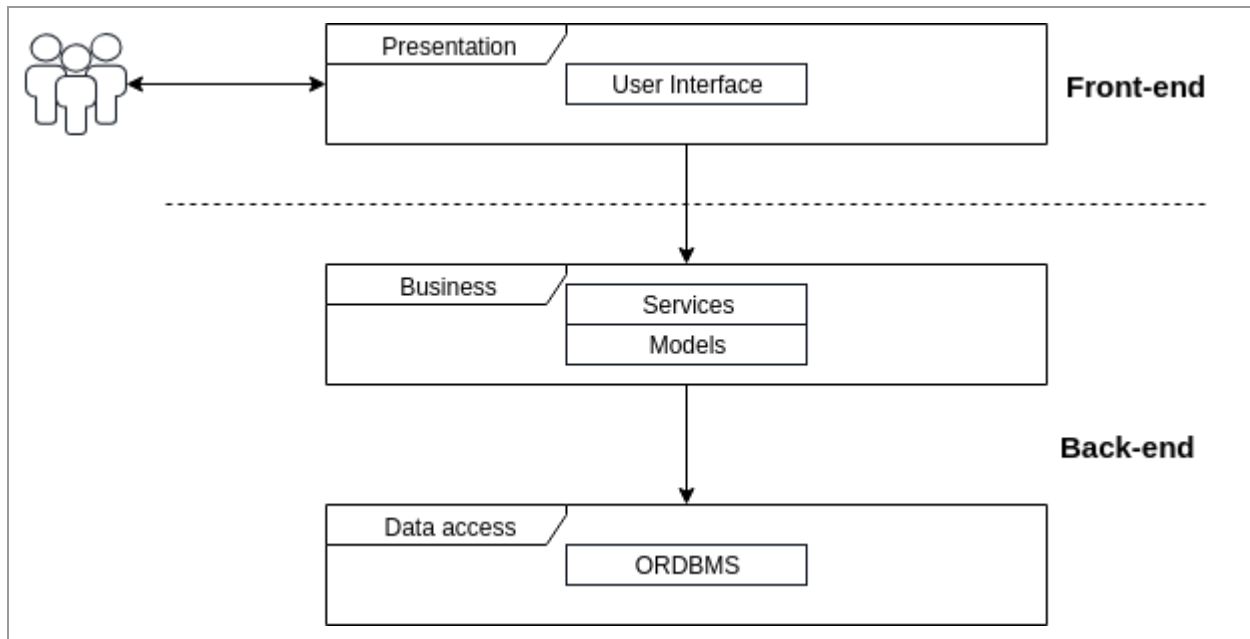 Presentation
User Interface
Front-end
Business
Services
Models
Back-end
Data access
ORDBMS